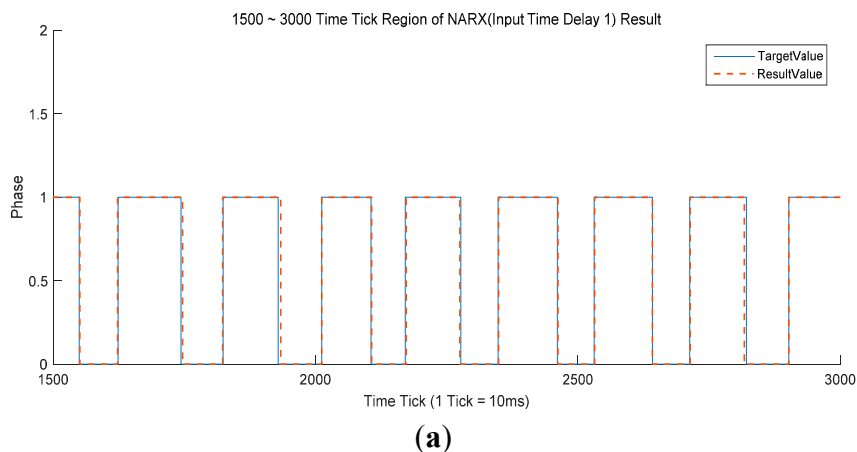 1500 ~ 3000 Time Tick Region of NARX(Input Time Delay 1) Result
TargetValue
ResultValue
2
1.5
1
0.5
0
Phase
1500
2000
2500
3000
Time Tick (1 Tick = 10ms)
(a)